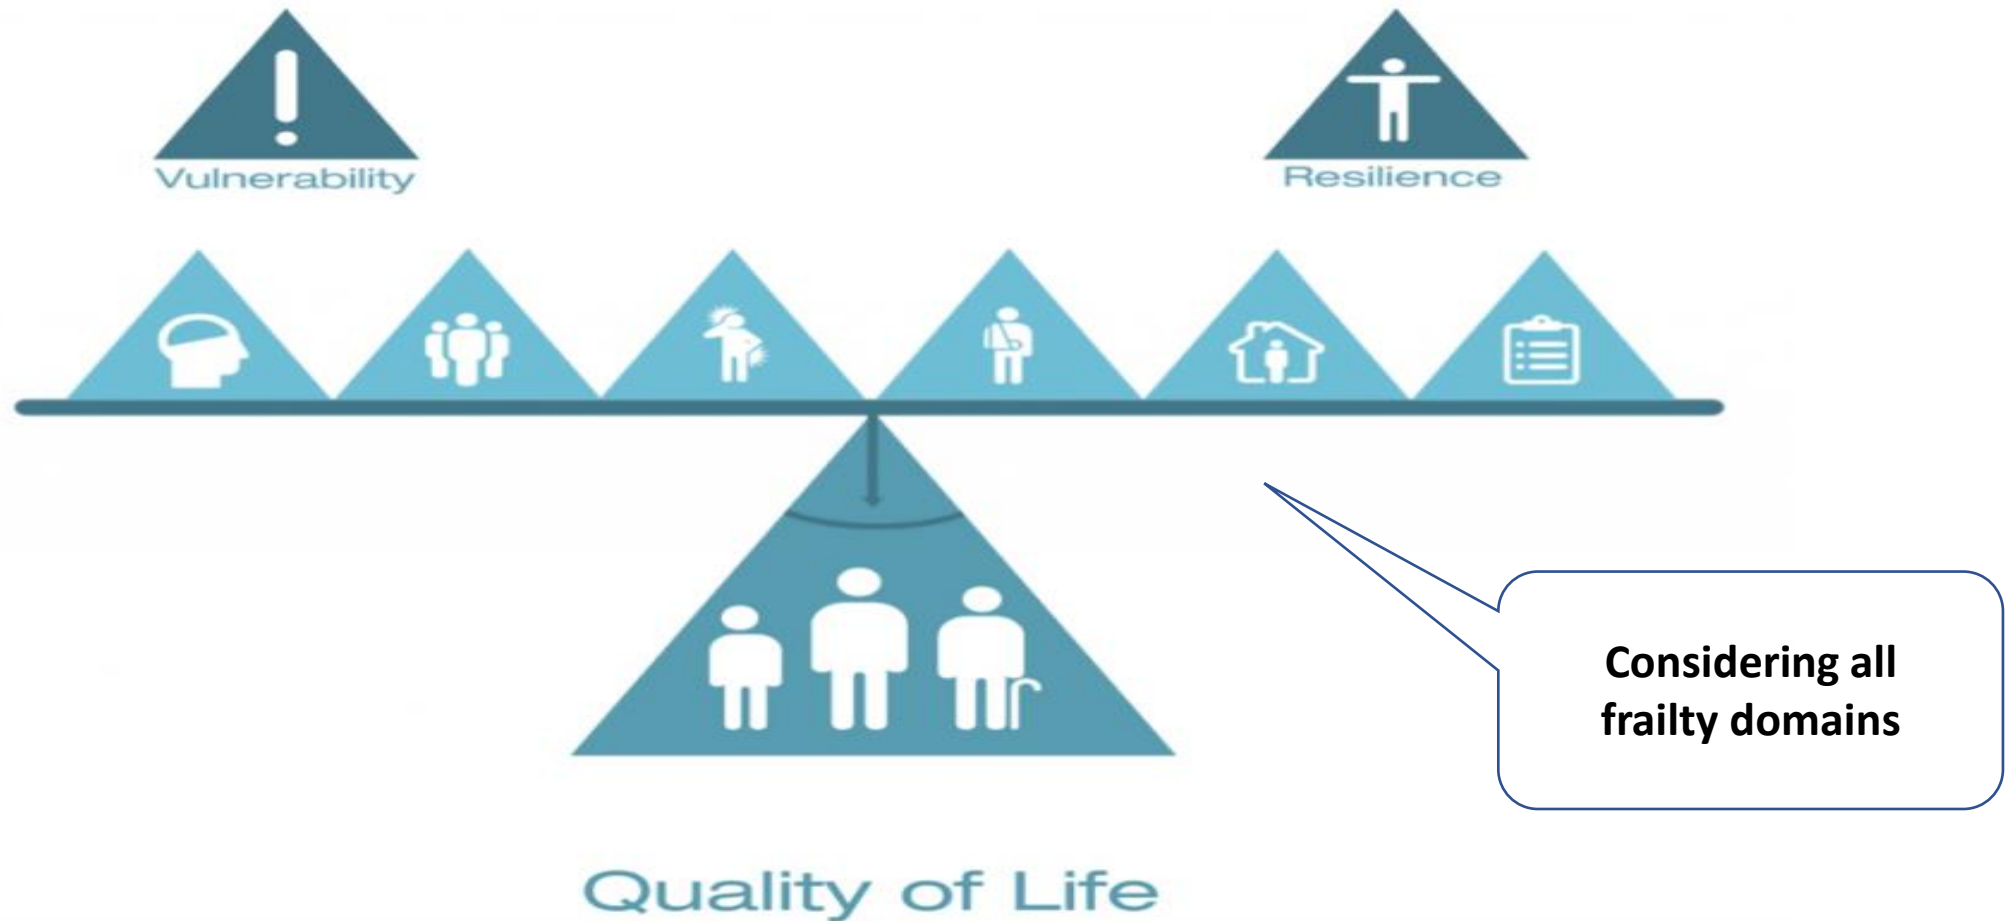 Vulnerability
Resilience
Considering all
frailty domains
Quality of Life